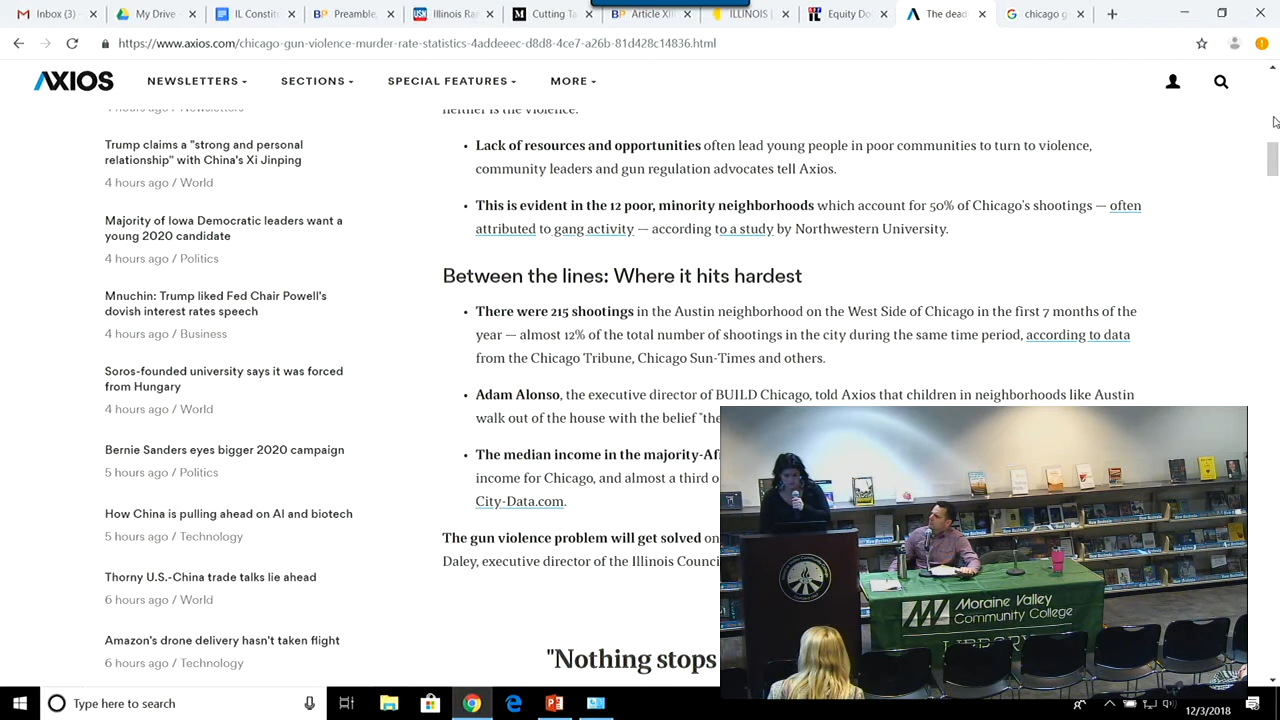 Inbox (3) -
My Drive
IL Constit
Preamble,
Illinois Ra
Cutting Ta
Article XII
ILLINOIS |
Equity Do
The dead
chicago g
https://www.axios.com/chicago-gun-violence-murder-rate-statistics-4addeeec-d8d8-4ce7-a26b-81d428c14836.html
AXIOS
NEWSLETTERS
SECTIONS
SPECIAL FEATURES
MORE
4 hours ago / Newsletters
Trump claims a "strong and personal
relationship" with China's Xi Jinping
4 hours ago / World
Majority of Iowa Democratic leaders want a
young 2020 candidate
4 hours ago / Politics
Mnuchin: Trump liked Fed Chair Powell's
dovish interest rates speech
4 hours ago / Business
Soros-founded university says it was forced
from Hungary
4 hours ago / World
Bernie Sanders eyes bigger 2020 campaign
5 hours ago / Politics
How China is pulling ahead on AI and biotech
5 hours ago / Technology
Thorny U.S.-China trade talks lie ahead
6 hours ago / World
Amazon's drone delivery hasn't taken flight
6 hours ago / Technology
neither is the violence.
• Lack of resources and opportunities often lead young people in poor communities to turn to violence,
community leaders and gun regulation advocates tell Axios.
• This is evident in the 12 poor, minority neighborhoods which account for 50% of Chicago's shootings — often
attributed to gang activity — according to a study by Northwestern University.
Between the lines: Where it hits hardest
• There were 215 shootings in the Austin neighborhood on the West Side of Chicago in the first 7 months of the
year — almost 12% of the total number of shootings in the city during the same time period, according to data
from the Chicago Tribune, Chicago Sun-Times and others.
• Adam Alonso, the executive director of BUILD Chicago, told Axios that children in neighborhoods like Austin
walk out of the house with the belief "the
• The median income in the majority-Af
income for Chicago, and almost a third o
City-Data.com.
The gun violence problem will get solved on
Daley, executive director of the Illinois Counci
"Nothing stops
Moraine Valley
Community College
LIBRARY
Type here to search
12/3/2018